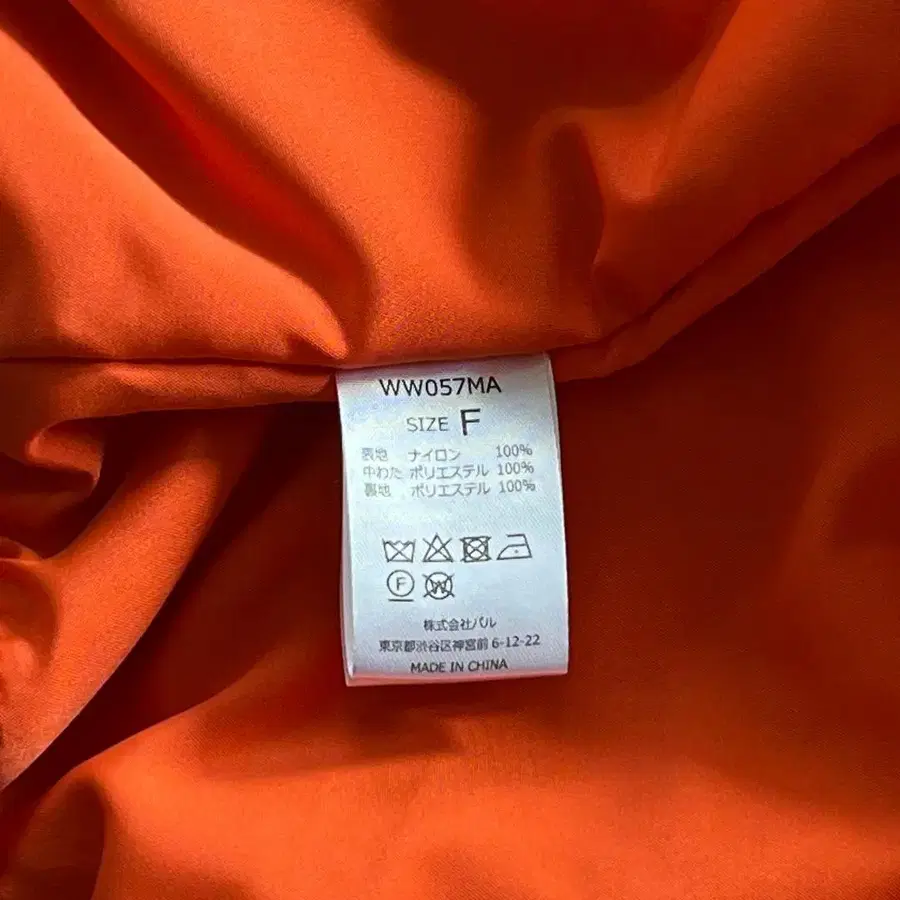 WW057MA
SIZE F
表地 ナイロン 100%
中わた ポリエステル 100%
裏地 ポリエステル 100%
F W
株式会社パル
東京都渋谷区神宮前 6-12-22
MADE IN CHINA